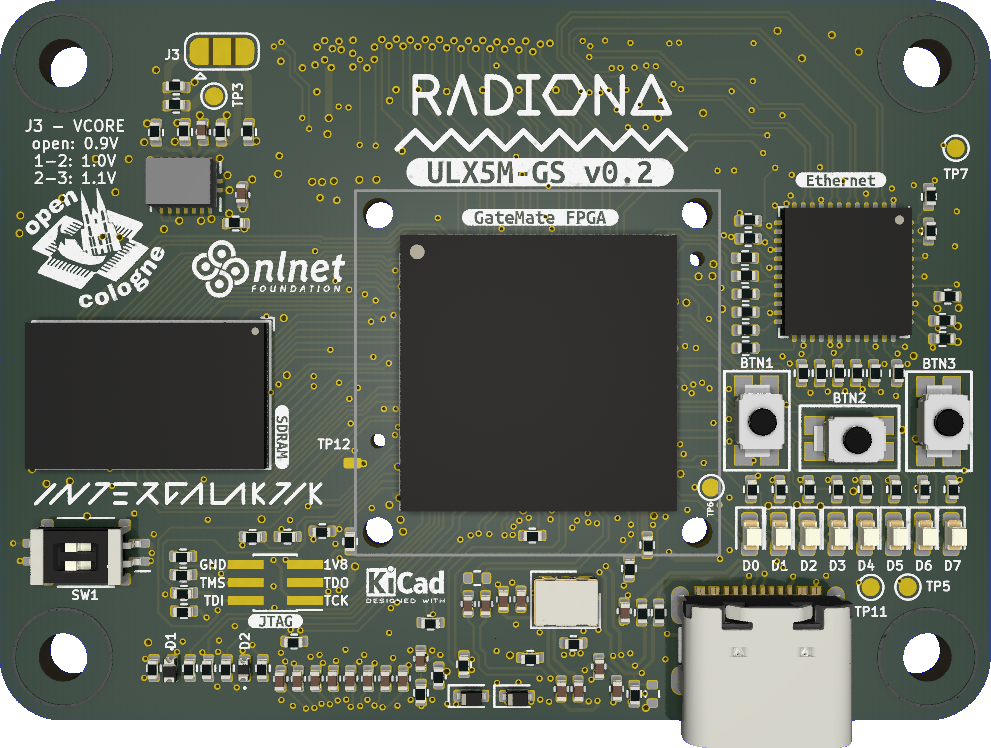 J3
TP3
RADIONA
J3 – VCORE
open: 0.9V
1-2: 1.0V
2-3: 1.1V
ULX5M-GS v0.2
TP7
Ethernet
open
cologne
GateMate FPGA
nlnet
FOUNDATION
BTN1
BTN3
BTN2
SDRAM
TP12
INTERGALAKTIK
TP6
SW1
GND
1V8
TMS
TDO
TDI
TCK
JTAG
KiCad
DESIGNED WITH
D0 D1 D2 D3 D4 D5 D6 D7
TP11
TP5
D1
D2